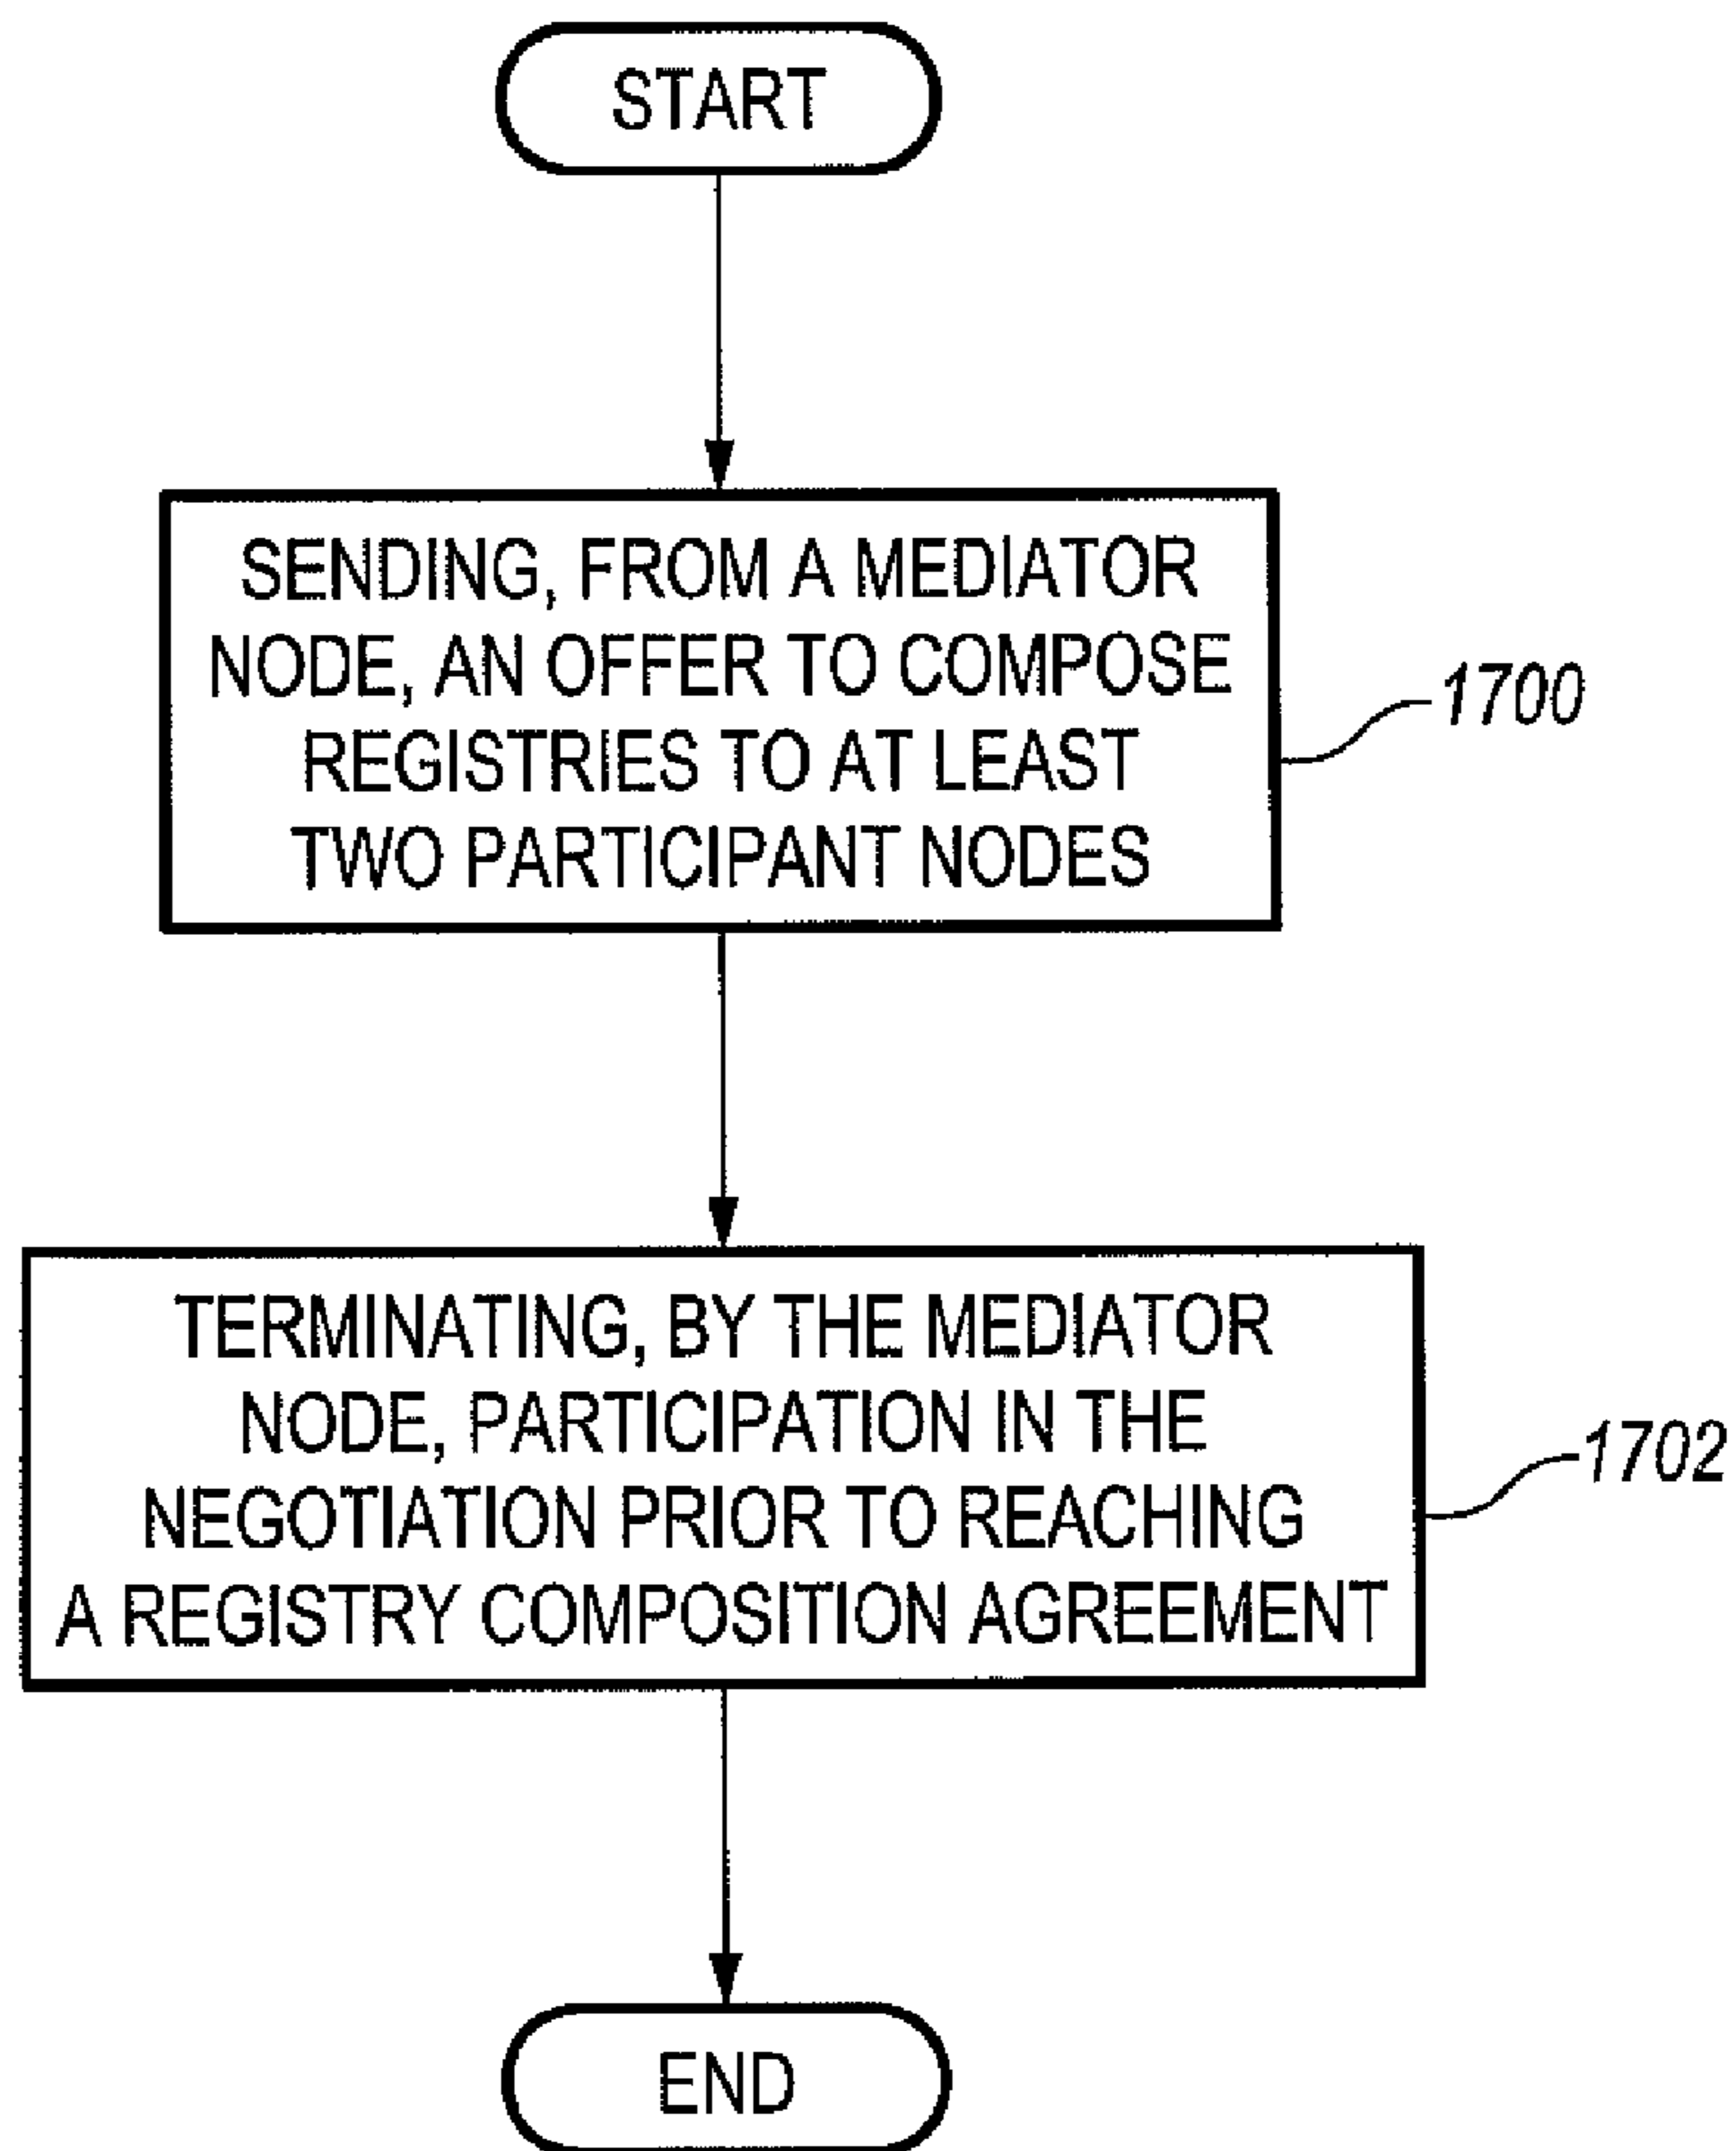 START
SENDING, FROM A MEDIATOR
NODE, AN OFFER TO COMPOSE
REGISTRIES TO AT LEAST
TWO PARTICIPANT NODES
1700
TERMINATING, BY THE MEDIATOR
NODE, PARTICIPATION IN THE
NEGOTIATION PRIOR TO REACHING
A REGISTRY COMPOSITION AGREEMENT
1702
END